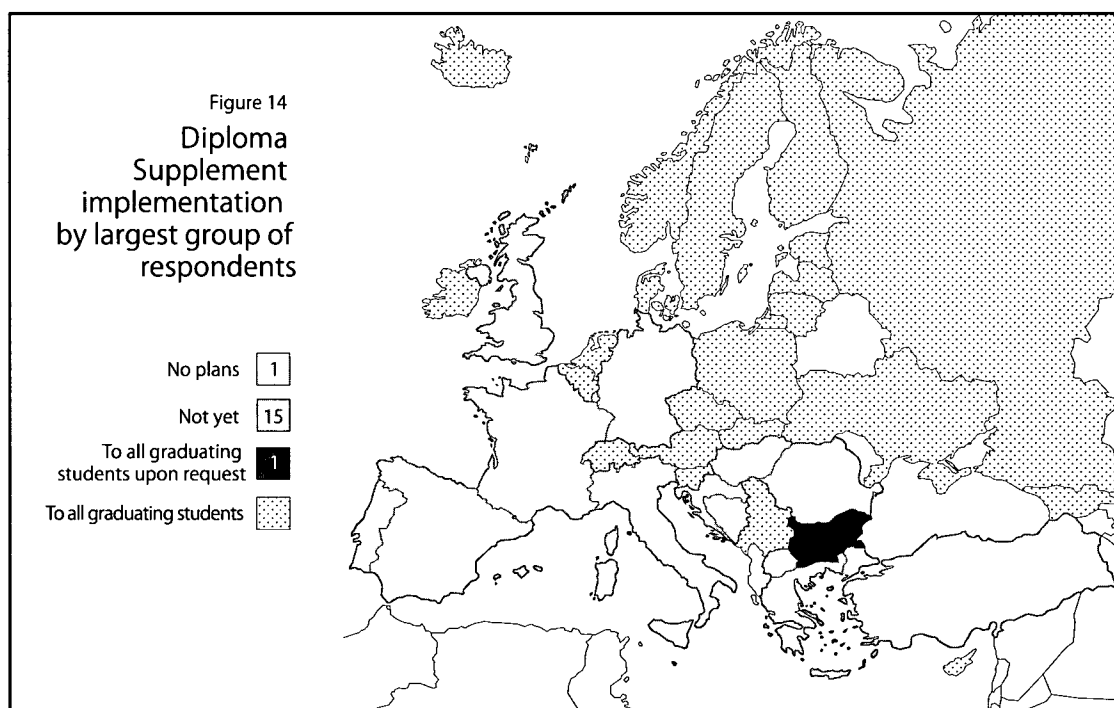 Figure 14
Diploma
Supplement
implementation
by largest group of
respondents
No plans 1
Not yet 15
To all graduating
students upon request 1
To all graduating students